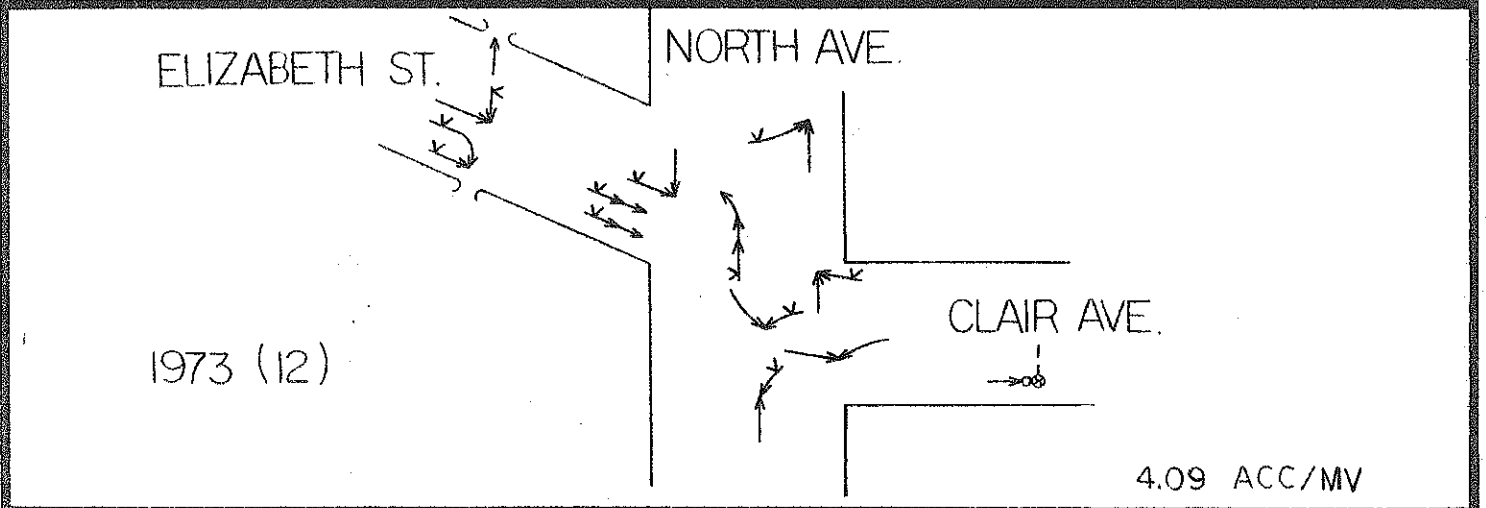 ELIZABETH ST.
NORTH AVE.
CLAIR AVE.
1973 (12)
4.09 ACC/MV